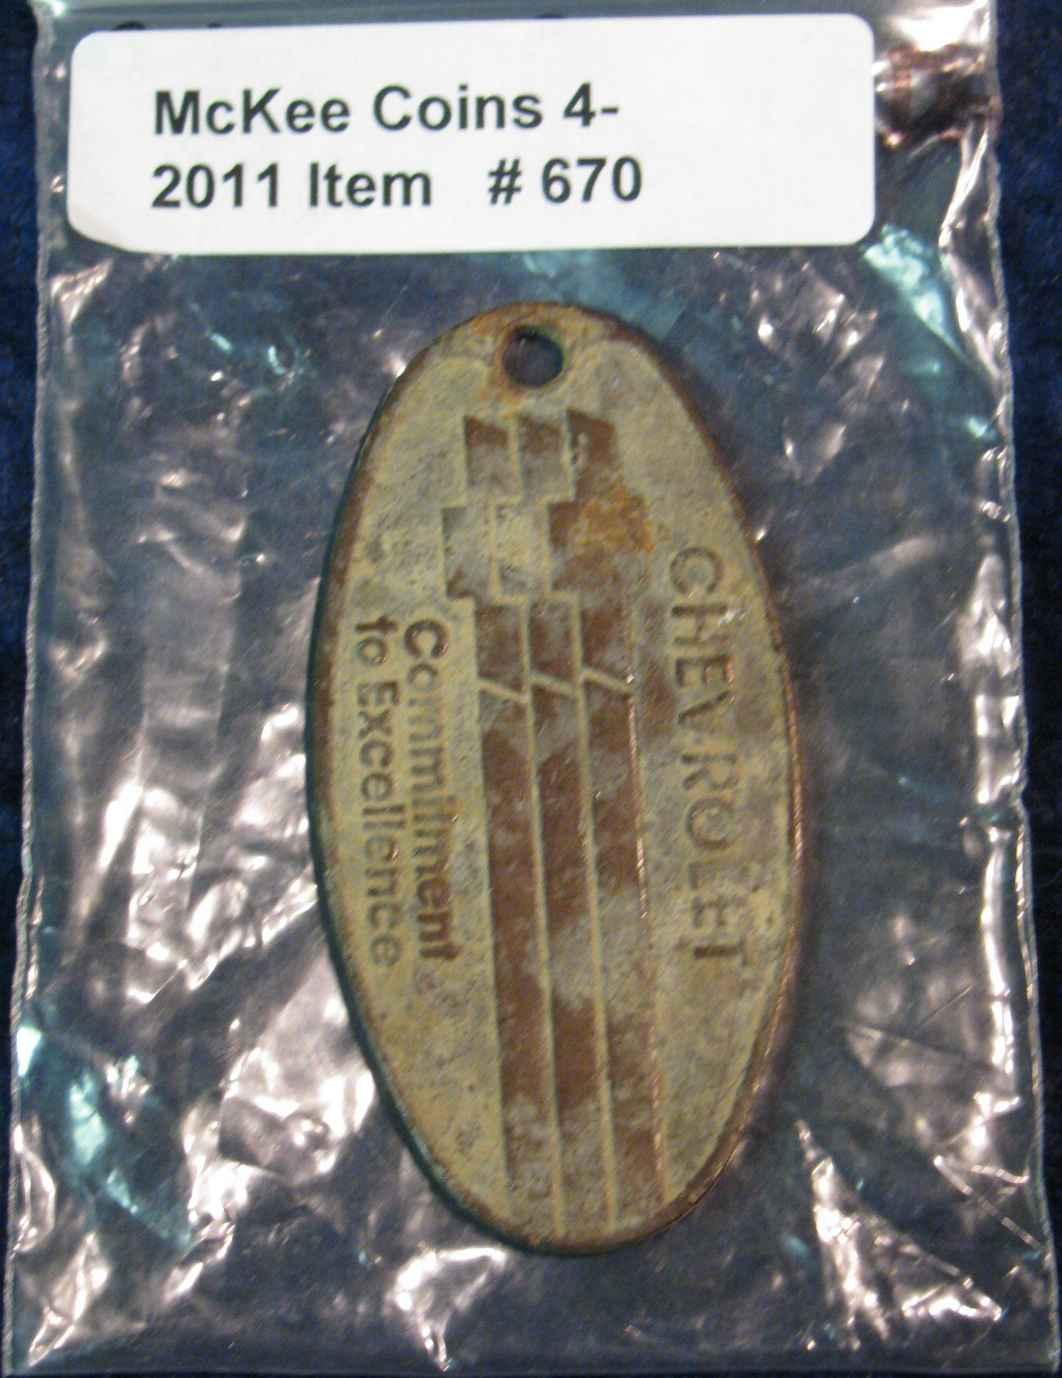 McKee Coins 4-
2011 Item # 670
CHEVROLET
Commitment
to Excellence